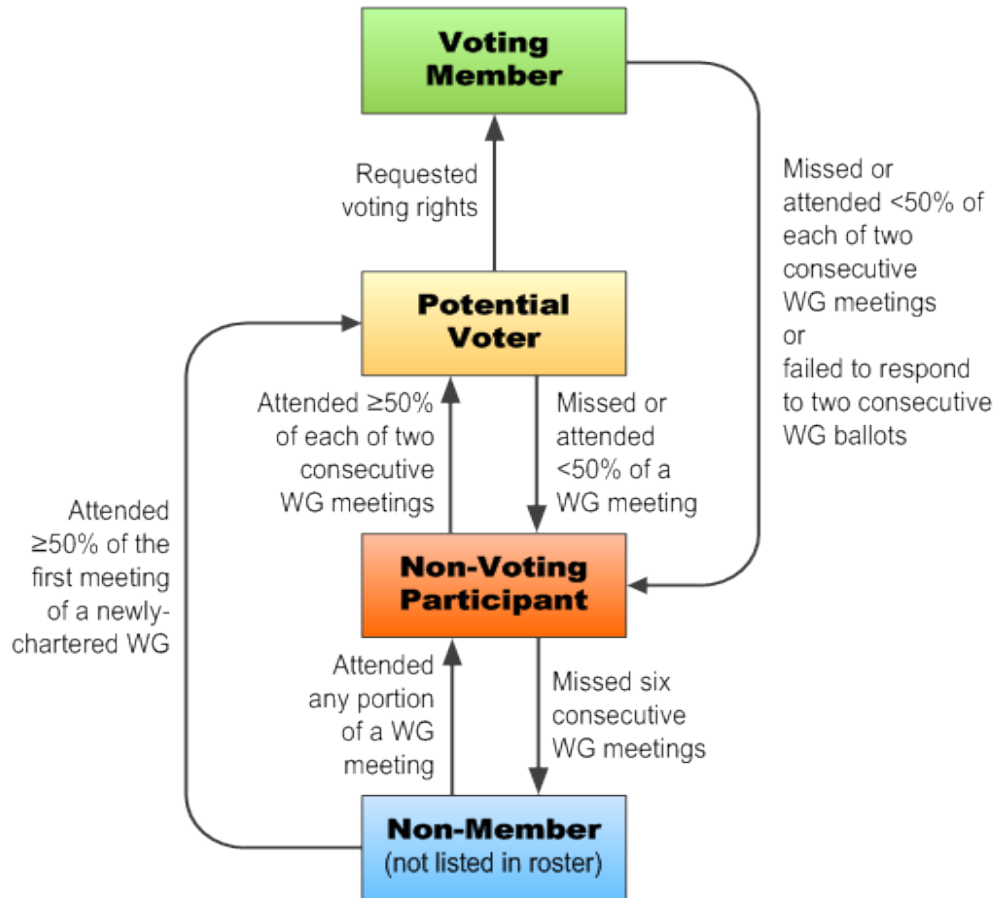 Voting
Member
Requested
voting rights
Missed or
attended <50% of
each of two
consecutive
WG meetings
or
failed to respond
to two consecutive
WG ballots
Potential
Voter
Attended ≥50%
of each of two
consecutive
WG meetings
Missed or
attended
<50% of a
WG meeting
Attended
≥50% of the
first meeting
of a newly-
chartered WG
Non-Voting
Participant
Attended
any portion
of a WG
meeting
Missed six
consecutive
WG meetings
Non-Member
(not listed in roster)